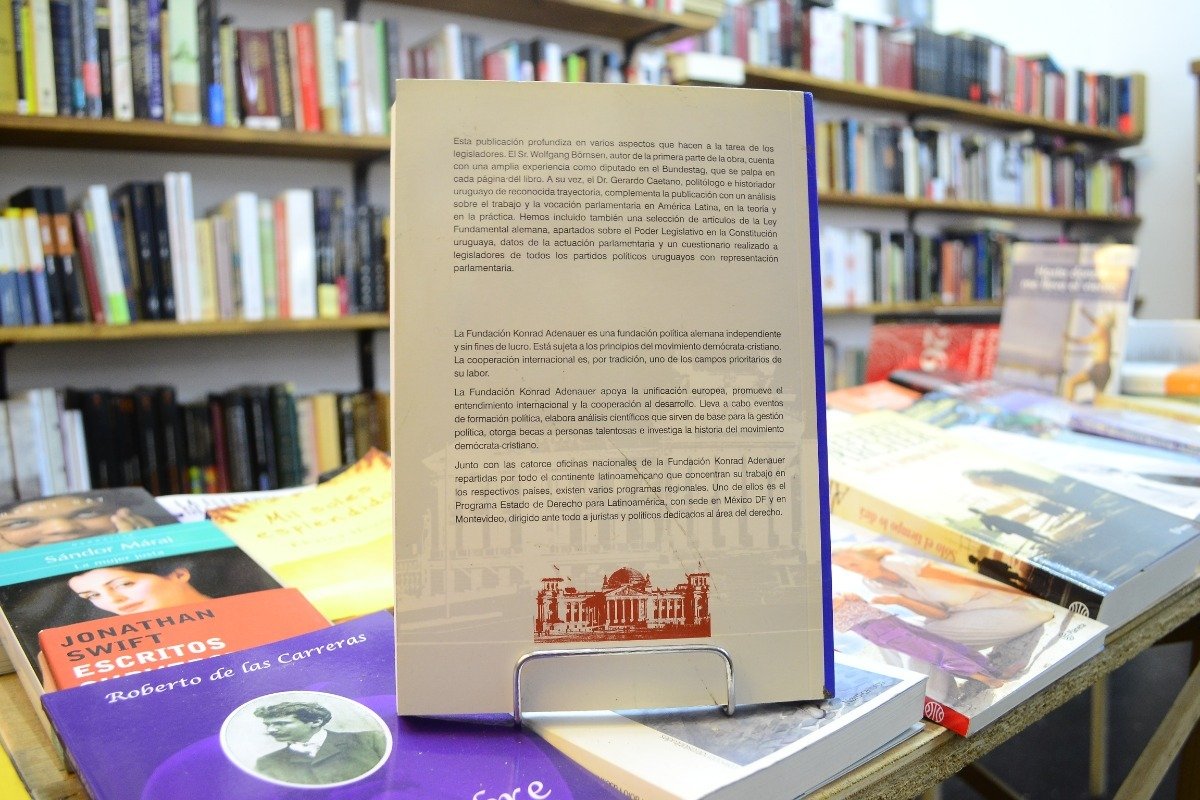 Esta publicación profundiza en varios aspectos que hacen a la tarea de los
legisladores. El Sr. Wolfgang Börnsen, autor de la primera parte de la obra, cuenta
con una amplia experiencia como diputado en el Bundestag, que se palpa en
cada página del libro. A su vez, el Dr. Gerardo Caetano, politólogo e historiador
uruguayo de reconocida trayectoria, complementa la publicación con un análisis
sobre el trabajo y la vocación parlamentaria en América Latina, en la teoría y
en la práctica. Hemos incluido también una selección de artículos de la Ley
Fundamental alemana, apartados sobre el Poder Legislativo en la Constitución
uruguaya, datos de la actuación parlamentaria y un cuestionario realizado a
legisladores de todos los partidos políticos uruguayos con representación
parlamentaria.
La Fundación Konrad Adenauer es una fundación política alemana independiente
y sin fines de lucro. Está sujeta a los principios del movimiento demócrata-cristiano.
La cooperación internacional es, por tradición, uno de los campos prioritarios de
su labor.
La Fundación Konrad Adenauer apoya la unificación europea, promueve el
entendimiento internacional y la cooperación al desarrollo. Lleva a cabo eventos
de formación política, elabora análisis científicos que sirven de base para la gestión
política, otorga becas a personas talentosas e investiga la historia del movimiento
demócrata-cristiano.
Junto con las catorce oficinas nacionales de la Fundación Konrad Adenauer
repartidas por todo el continente latinoamericano que concentran su trabajo en
los respectivos países, existen varios programas regionales. Uno de ellos es el
Programa Estado de Derecho para Latinoamérica, con sede en México DF y en
Montevideo, dirigido ante todo a juristas y políticos dedicados al área del derecho.
Sándor Márai
La mujer justa
JONATHAN
SWIFT
ESCRITOS
Roberto de las Carreras
Sólo el tiempo lo dirá